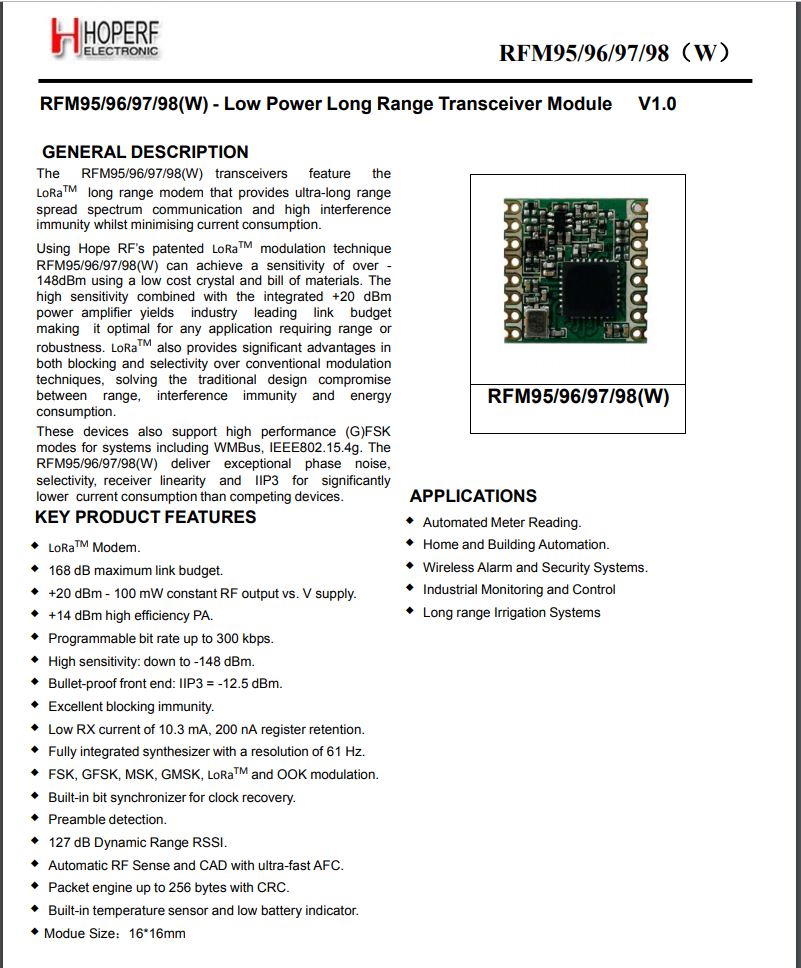 HOPERF
ELECTRONIC
RFM95/96/97/98（W）
RFM95/96/97/98(W) - Low Power Long Range Transceiver Module V1.0
GENERAL DESCRIPTION
The RFM95/96/97/98(W) transceivers feature the
LoRaTM long range modem that provides ultra-long range
spread spectrum communication and high interference
immunity whilst minimising current consumption.
Using Hope RF's patented LoRaTM modulation technique
RFM95/96/97/98(W) can achieve a sensitivity of over -
148dBm using a low cost crystal and bill of materials. The
high sensitivity combined with the integrated +20 dBm
power amplifier yields industry leading link budget
making it optimal for any application requiring range or
robustness. LoRaTM also provides significant advantages in
both blocking and selectivity over conventional modulation
techniques, solving the traditional design compromise
between range, interference immunity and energy
consumption.
These devices also support high performance (G)FSK
modes for systems including WMBus, IEEE802.15.4g. The
RFM95/96/97/98(W) deliver exceptional phase noise,
selectivity, receiver linearity and IIP3 for significantly
lower current consumption than competing devices.
KEY PRODUCT FEATURES
◆ LoRaTM Modem.
◆ 168 dB maximum link budget.
◆ +20 dBm - 100 mW constant RF output vs. V supply.
◆ +14 dBm high efficiency PA.
◆ Programmable bit rate up to 300 kbps.
◆ High sensitivity: down to -148 dBm.
◆ Bullet-proof front end: IIP3 = -12.5 dBm.
◆ Excellent blocking immunity.
◆ Low RX current of 10.3 mA, 200 nA register retention.
◆ Fully integrated synthesizer with a resolution of 61 Hz.
◆ FSK, GFSK, MSK, GMSK, LoRaTM and OOK modulation.
◆ Built-in bit synchronizer for clock recovery.
◆ Preamble detection.
◆ 127 dB Dynamic Range RSSI.
◆ Automatic RF Sense and CAD with ultra-fast AFC.
◆ Packet engine up to 256 bytes with CRC.
◆ Built-in temperature sensor and low battery indicator.
◆ Modue Size：16*16mm
RFM95/96/97/98(W)
APPLICATIONS
◆ Automated Meter Reading.
◆ Home and Building Automation.
◆ Wireless Alarm and Security Systems.
◆ Industrial Monitoring and Control
◆ Long range Irrigation Systems